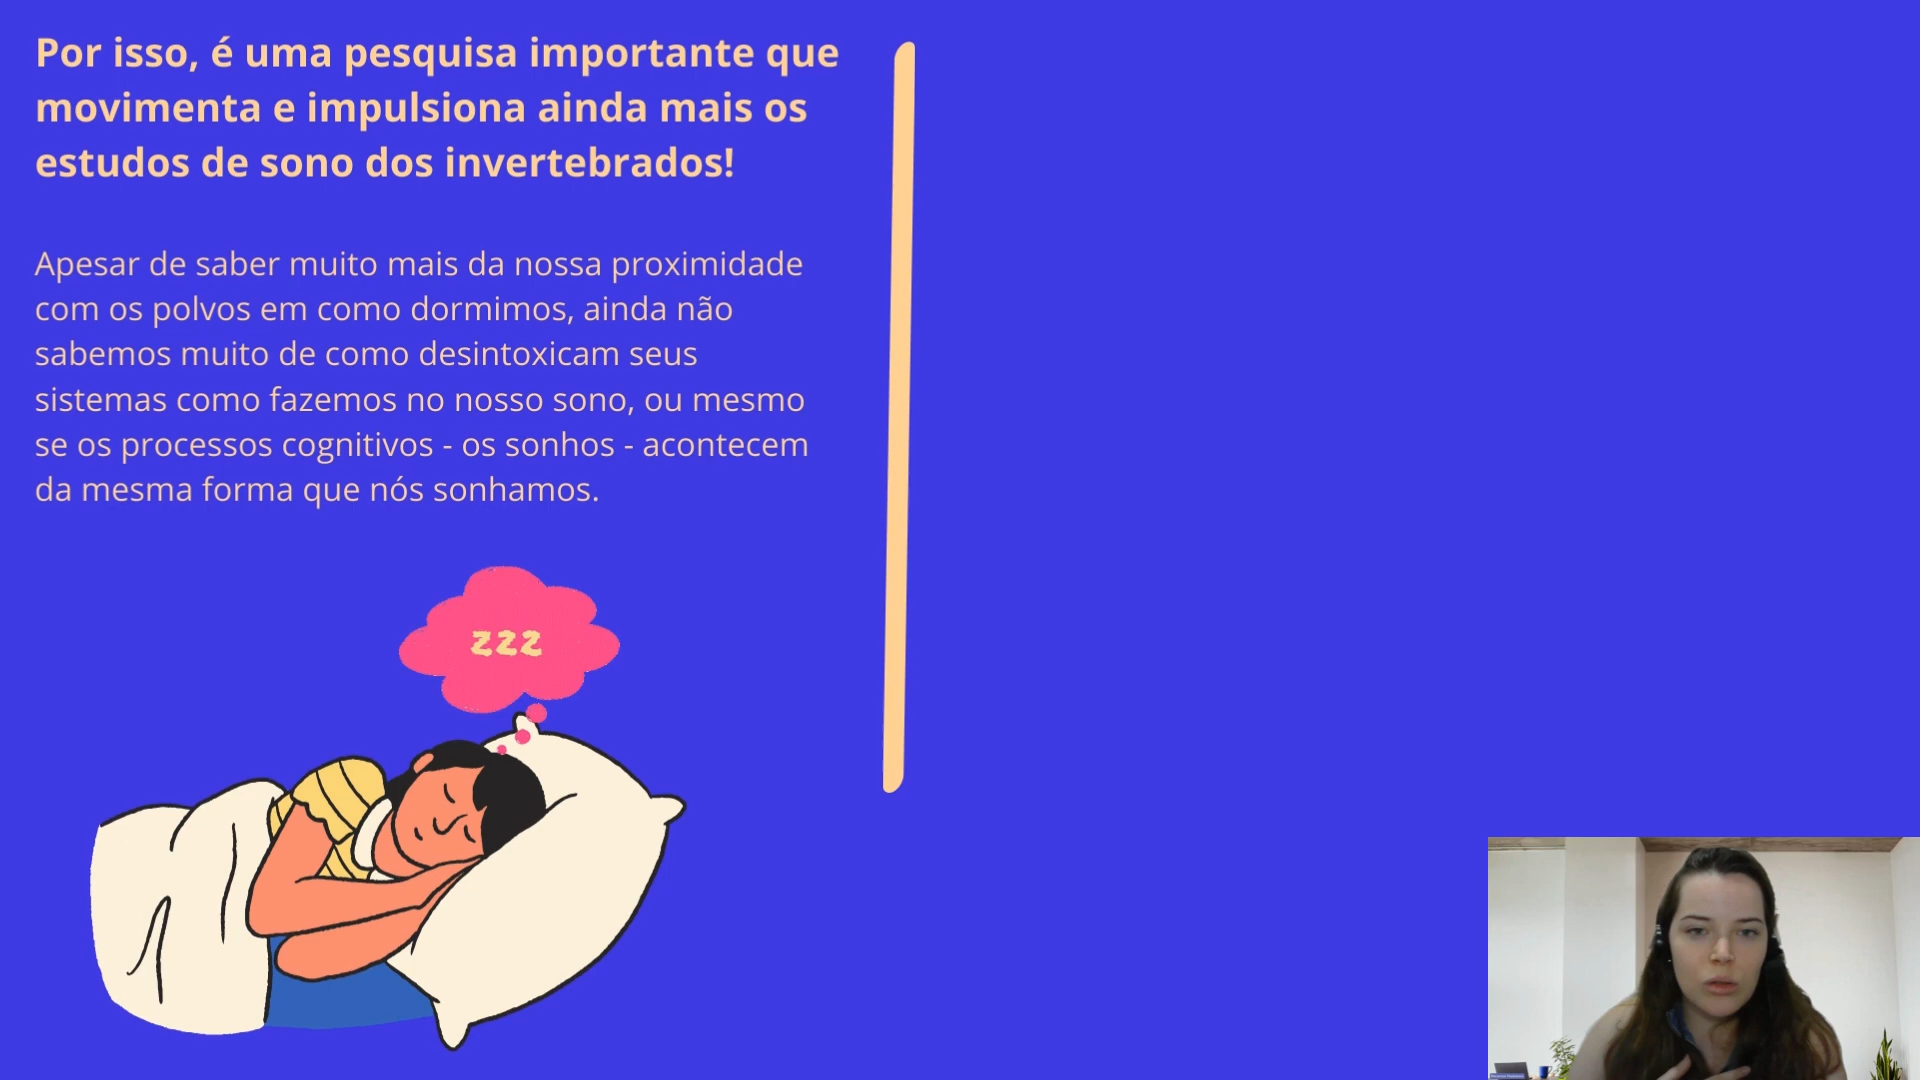 Por isso, é uma pesquisa importante que
movimenta e impulsiona ainda mais os
estudos de sono dos invertebrados!
Apesar de saber muito mais da nossa proximidade
com os polvos em como dormimos, ainda não
sabemos muito de como desintoxicam seus
sistemas como fazemos no nosso sono, ou mesmo
se os processos cognitivos - os sonhos - acontecem
da mesma forma que nós sonhamos.
zzz